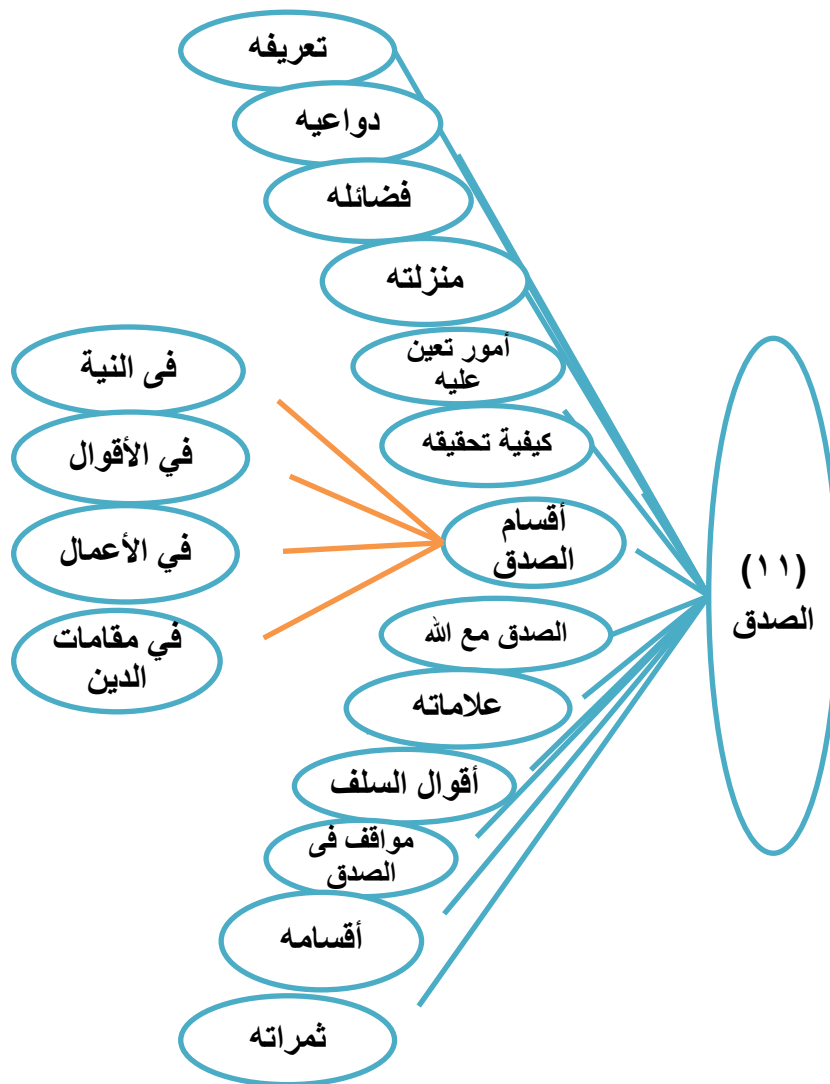 (١١)
الصدق
تعريفه
دواعيه
فضائله
منزلته
أمور تعين
عليه
كيفية تحقيقه
أقسام
الصدق
فى النية
في الأقوال
في الأعمال
في مقامات
الدين
الصدق مع الله
علاماته
أقوال السلف
مواقف فى
الصدق
أقسامه
ثمراته